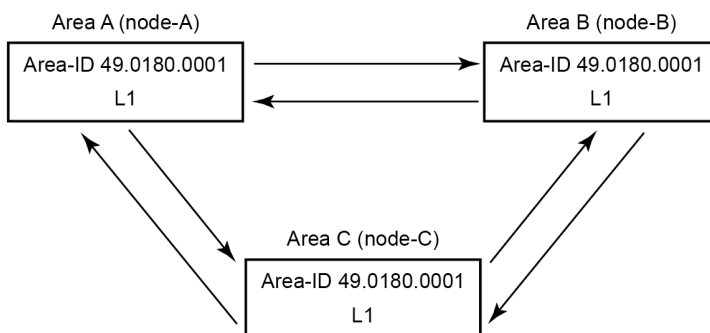 Area A (node-A)
Area-ID 49.0180.0001
L1
Area B (node-B)
Area-ID 49.0180.0001
L1
Area C (node-C)
Area-ID 49.0180.0001
L1